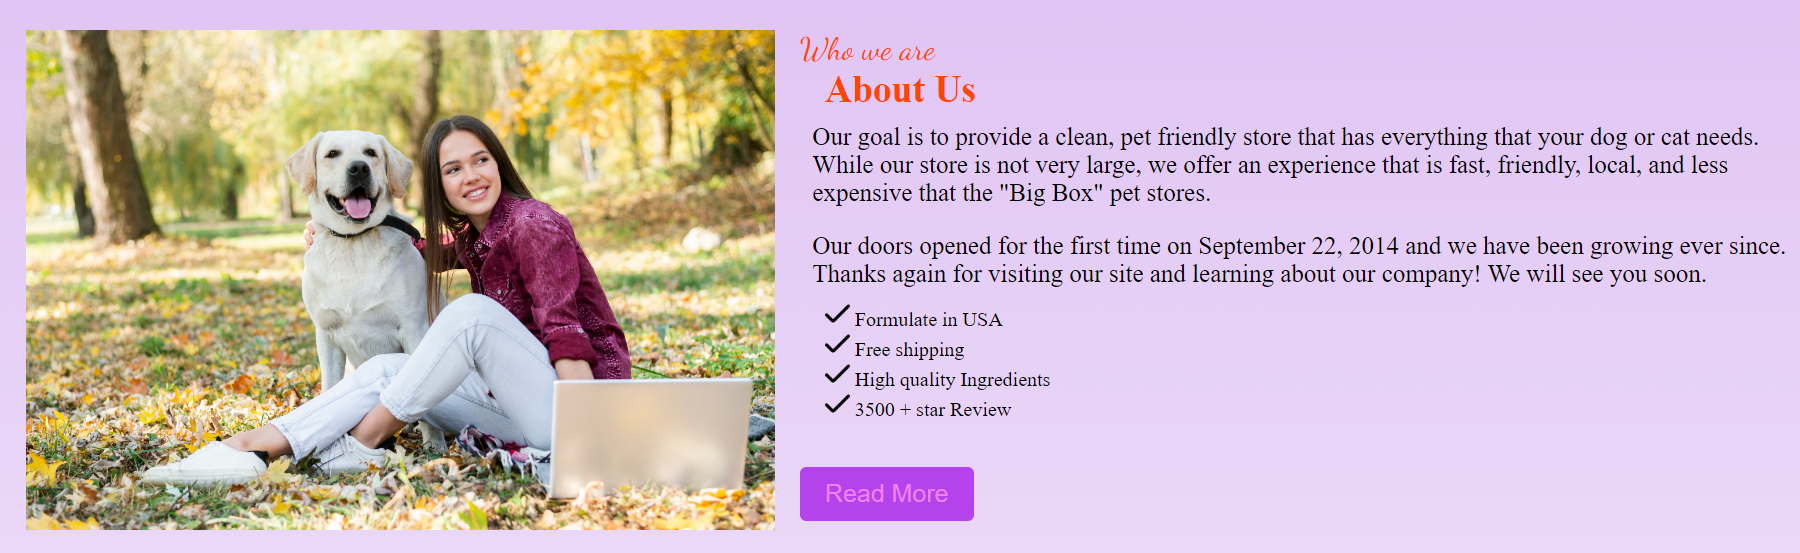 Who we are
About Us
Our goal is to provide a clean, pet friendly store that has everything that your dog or cat needs.
While our store is not very large, we offer an experience that is fast, friendly, local, and less
expensive that the "Big Box" pet stores.
Our doors opened for the first time on September 22, 2014 and we have been growing ever since.
Thanks again for visiting our site and learning about our company! We will see you soon.
Formulate in USA
Free shipping
High quality Ingredients
3500 + star Review
Read More